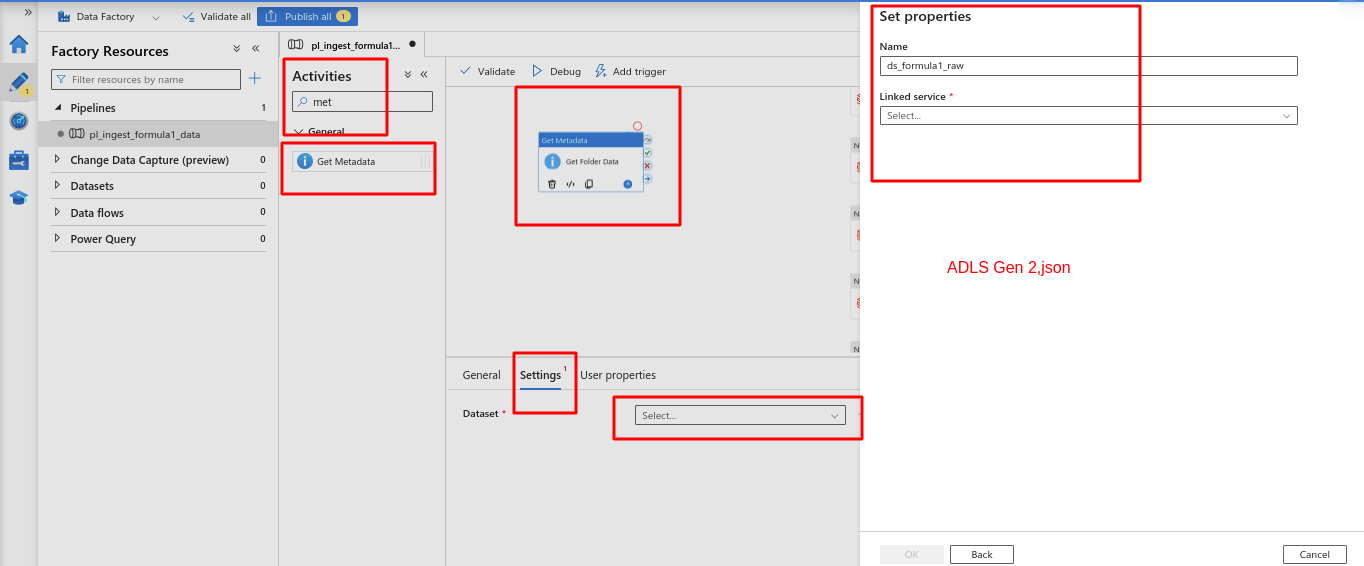 Data Factory
Validate all
Publish all 1
Factory Resources
Filter resources by name
1
Pipelines 1
pl_ingest_formula1_data
Change Data Capture (preview) 0
Datasets 0
Data flows 0
Power Query 0
pl_ingest_formula1...
Activities
met
General
Get Metadata
Validate
Debug
Add trigger
Get Metadata
Get Folder Data
N
N
N
N
General
Settings 1
User properties
Dataset *
Select...
Set properties
Name
ds_formula1_raw
Linked service *
Select...
ADLS Gen 2,json
OK
Back
Cancel